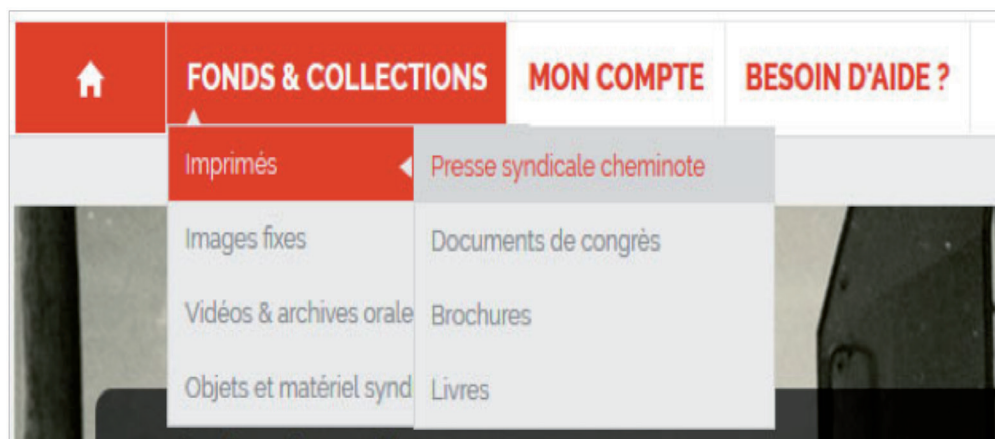 FONDS & COLLECTIONS MON COMPTE BESOIN D'AIDE ?
Imprimés Presse syndicale cheminote
Images fixes Documents de congrès
Vidéos & archives orale Brochures
Objets et matériel synd Livres